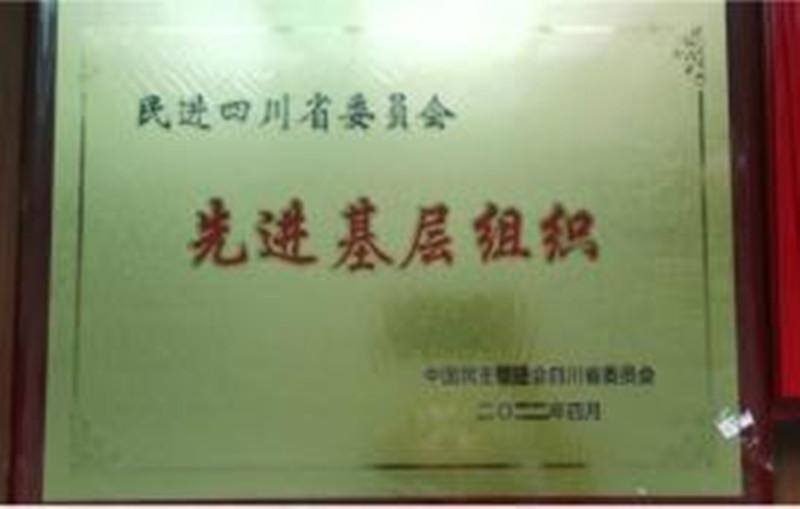 民进四川省委员会
先进基层组织
中国民主促进会四川省委员会
二〇二二年四月